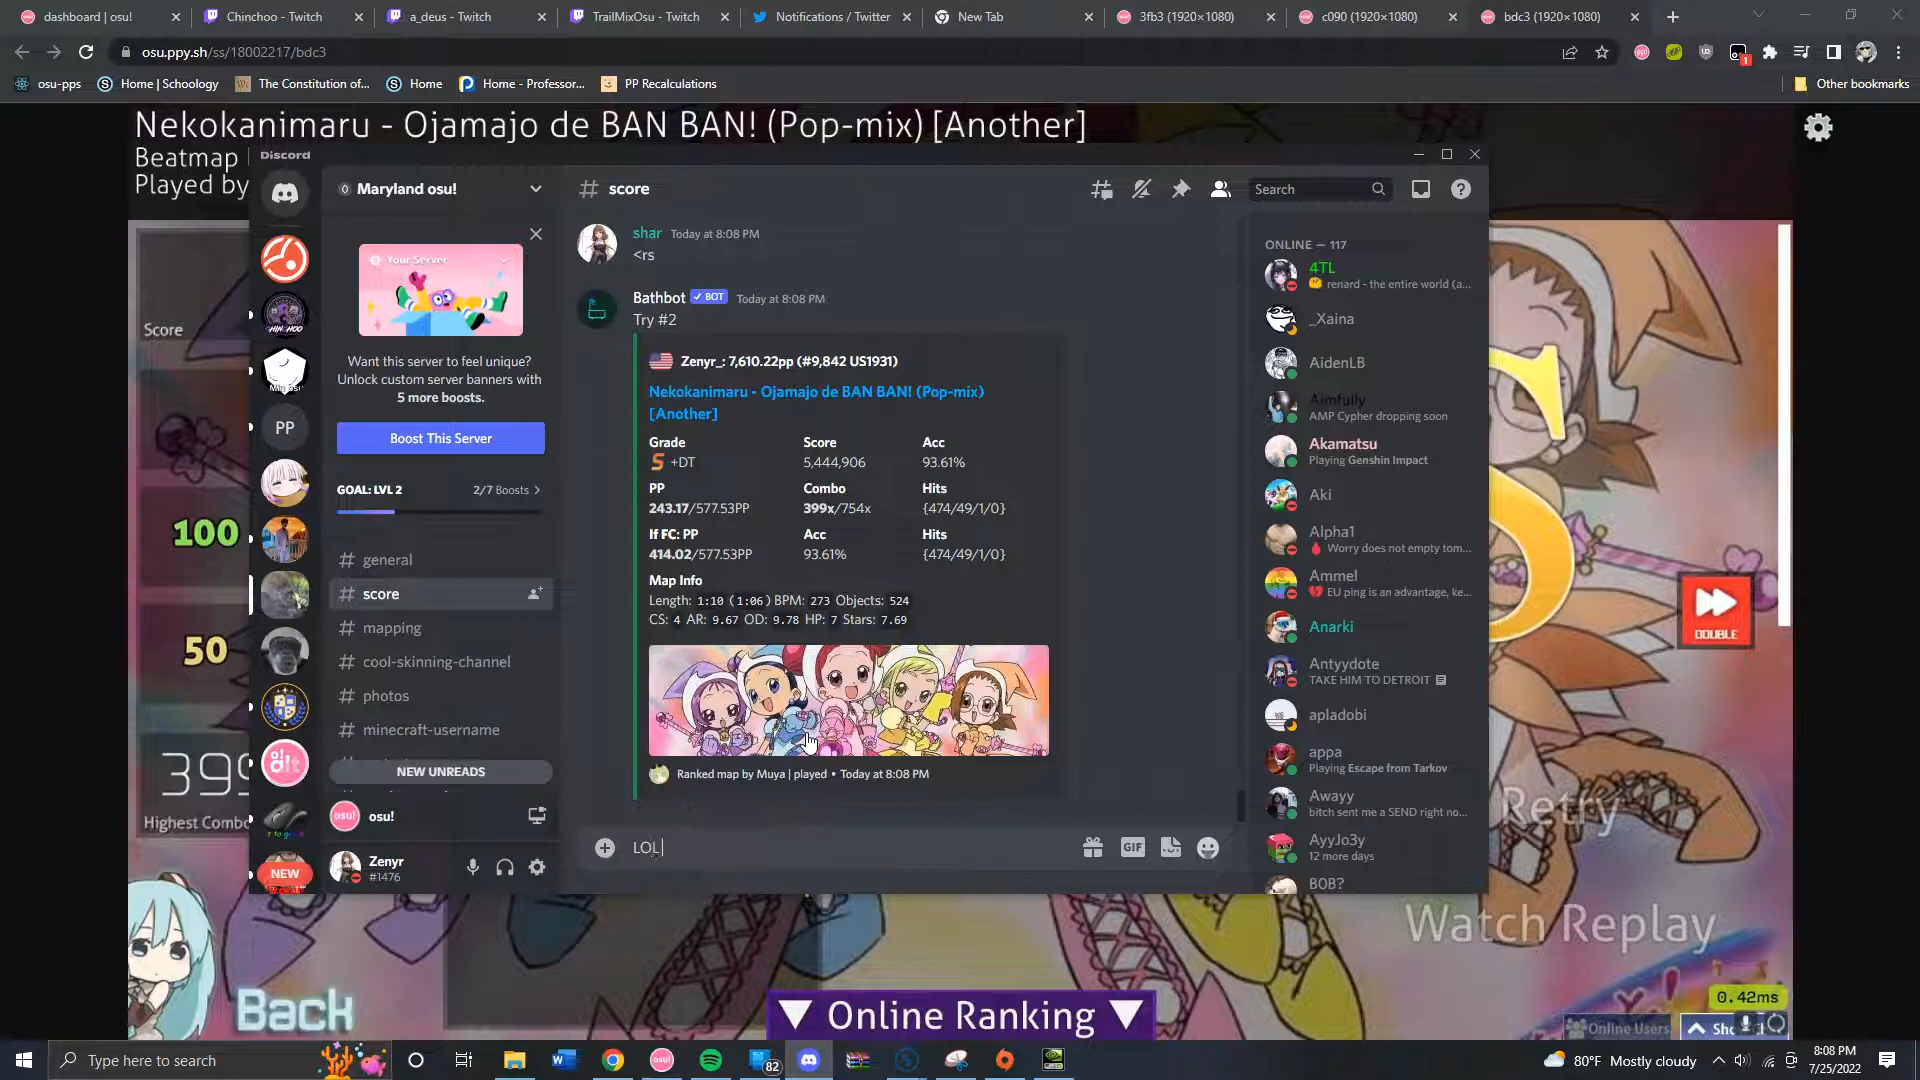 dashboard | osu!
Chinchoo - Twitch
a_deus - Twitch
TrailMixOsu - Twitch
Notifications / Twitter
New Tab
3fb3 (1920×1080)
c090 (1920×1080)
bdc3 (1920×1080)
osu.ppy.sh/ss/18002217/bdc3
1
osu-pps
Home | Schoology
The Constitution of...
Home
Home - Professor...
PP Recalculations
Other bookmarks
Nekokanimaru - Ojamajo de BAN BAN! (Pop-mix) [Another]
Beatmap
Played by
Discord
Maryland osu!
Your Server
Want this server to feel unique?
Unlock custom server banners with
5 more boosts.
Boost This Server
GOAL: LVL 2
2/7 Boosts
general
score
mapping
cool-skinning-channel
photos
minecraft-username
NEW UNREADS
osu!
osu!
Zenyr
#1476
PP
NEW
# score
Search
shar Today at 8:08 PM
<rs
Bathbot BOT Today at 8:08 PM
Try #2
Zenyr_: 7,610.22pp (#9,842 US1931)
Nekokanimaru - Ojamajo de BAN BAN! (Pop-mix)
[Another]
Grade Score Acc
S +DT 5,444,906 93.61%
PP Combo Hits
243.17/577.53PP 399x/754x {474/49/1/0}
If FC: PP Acc Hits
414.02/577.53PP 93.61% {474/49/1/0}
Map Info
Length: 1:10 (1:06) BPM: 273 Objects: 524
CS: 4 AR: 9.67 OD: 9.78 HP: 7 Stars: 7.69
Ranked map by Muya | played • Today at 8:08 PM
LOL
GIF
ONLINE — 117
4TL
renard - the entire world (a...
_Xaina
AidenLB
Aimfully
AMP Cypher dropping soon
Akamatsu
Playing Genshin Impact
Aki
Alpha1
Worry does not empty tom...
Ammel
EU ping is an advantage, ke...
Anarki
Antyydote
TAKE HIM TO DETROIT
apladobi
appa
Playing Escape from Tarkov
Awayy
bitch sent me a 5END right no...
AyyJo3y
12 more days
BOB?
Score
100
50
399
Highest Combo
DOUBLE
Retry
Watch Replay
Back
Online Ranking
0.42ms
Online Users
Sho
Type here to search
osu!
82
80°F Mostly cloudy
8:08 PM
7/25/2022